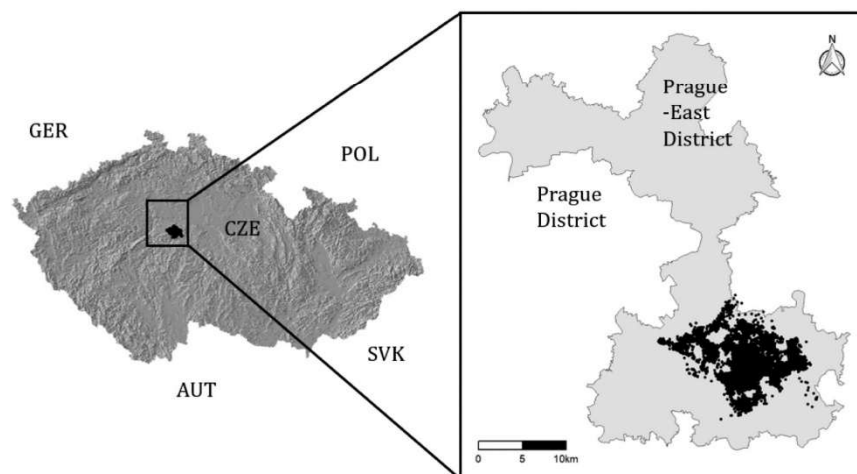 GER
POL
CZE
SVK
AUT
N
Prague
-East
District
Prague
District
0 5 10km